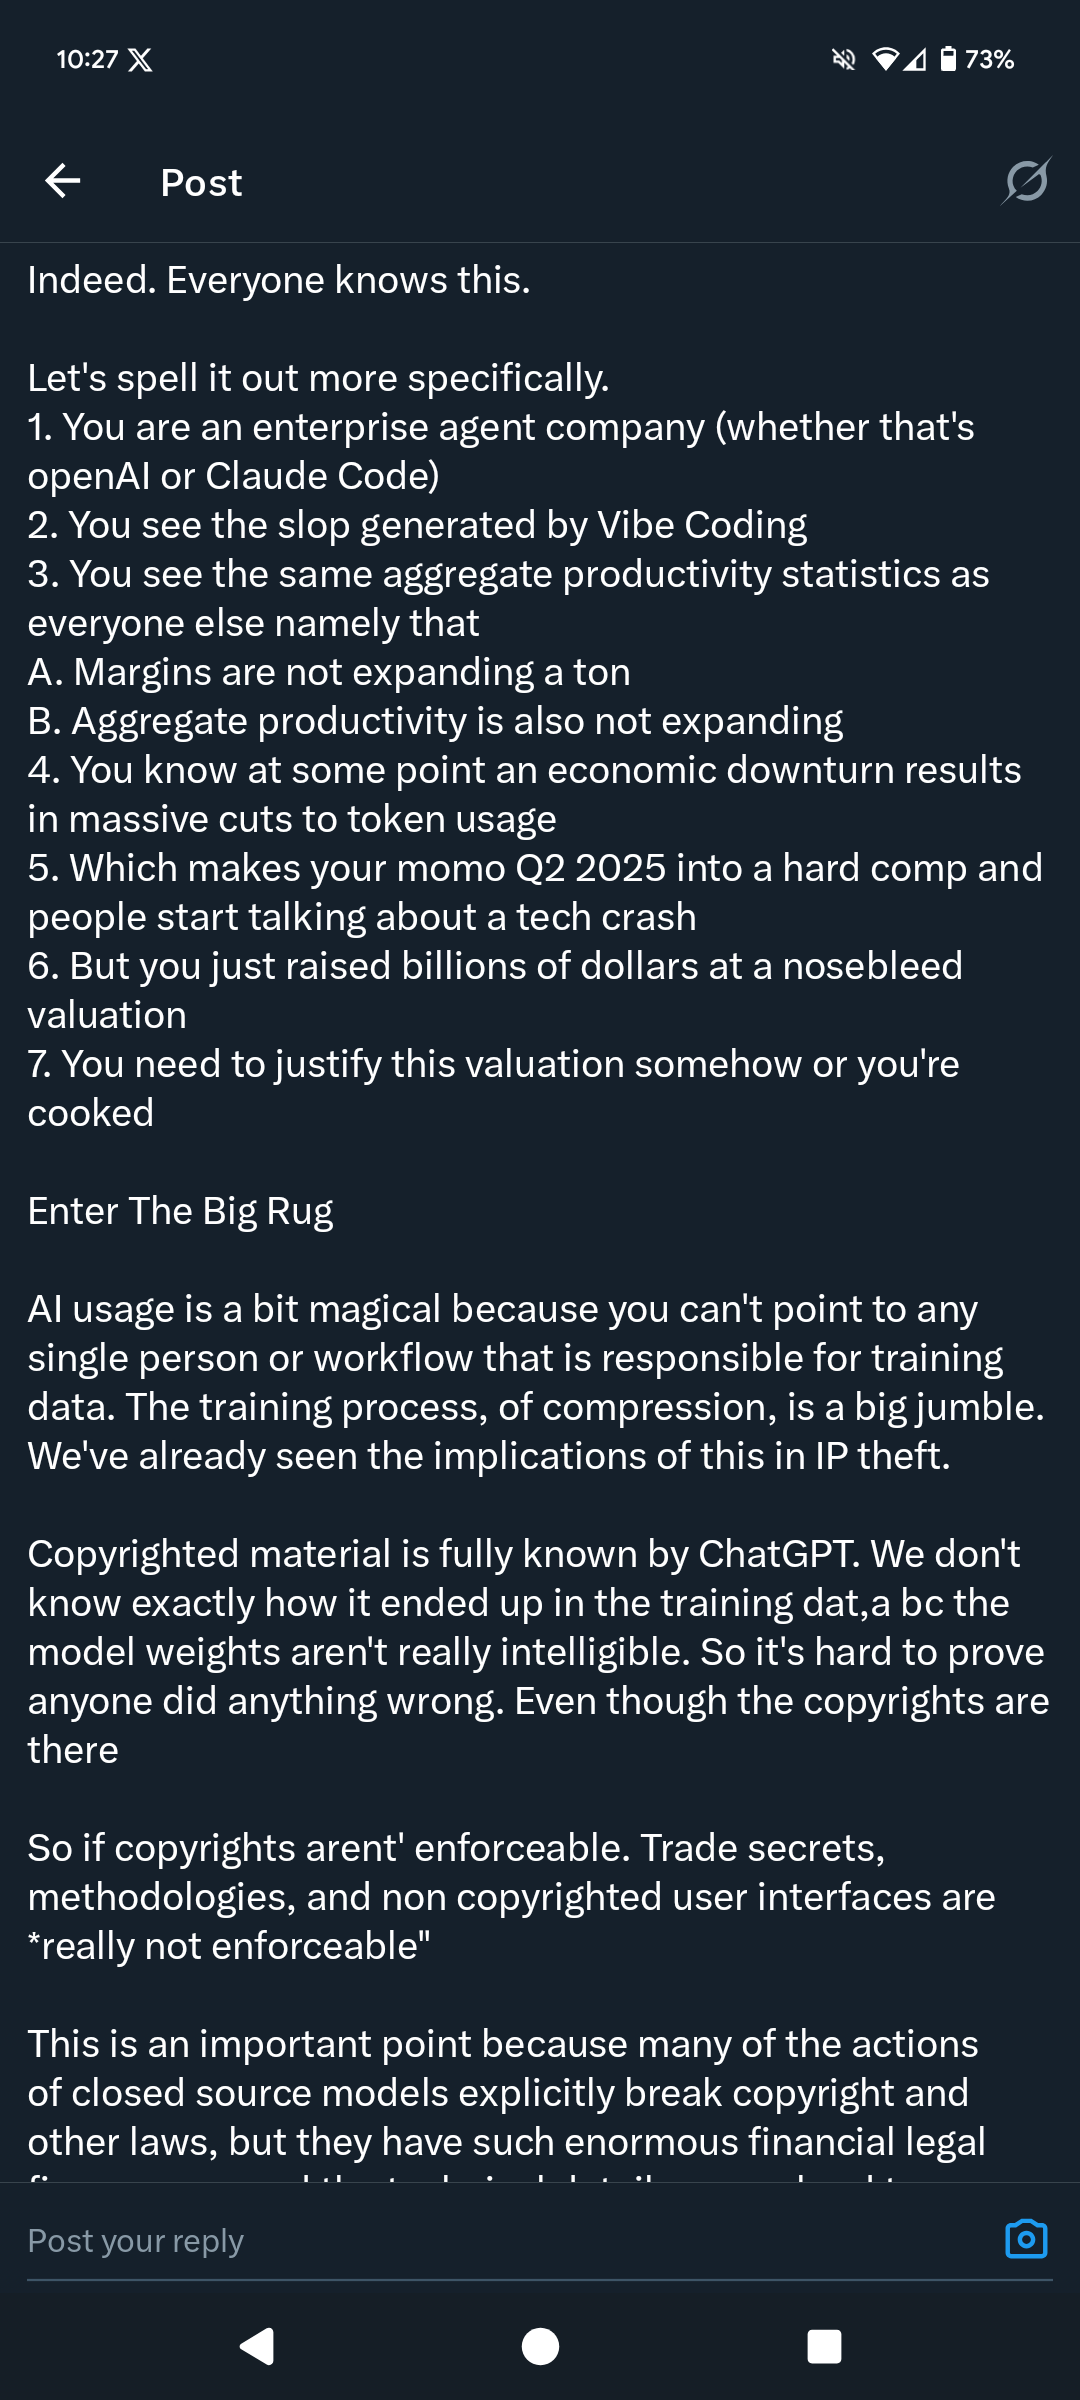 10:27
73%
Post
Indeed. Everyone knows this.
Let's spell it out more specifically.
1. You are an enterprise agent company (whether that's
openAI or Claude Code)
2. You see the slop generated by Vibe Coding
3. You see the same aggregate productivity statistics as
everyone else namely that
A. Margins are not expanding a ton
B. Aggregate productivity is also not expanding
4. You know at some point an economic downturn results
in massive cuts to token usage
5. Which makes your momo Q2 2025 into a hard comp and
people start talking about a tech crash
6. But you just raised billions of dollars at a nosebleed
valuation
7. You need to justify this valuation somehow or you're
cooked
Enter The Big Rug
AI usage is a bit magical because you can't point to any
single person or workflow that is responsible for training
data. The training process, of compression, is a big jumble.
We've already seen the implications of this in IP theft.
Copyrighted material is fully known by ChatGPT. We don't
know exactly how it ended up in the training dat,a bc the
model weights aren't really intelligible. So it's hard to prove
anyone did anything wrong. Even though the copyrights are
there
So if copyrights arent' enforceable. Trade secrets,
methodologies, and non copyrighted user interfaces are
*really not enforceable"
This is an important point because many of the actions
of closed source models explicitly break copyright and
other laws, but they have such enormous financial legal
Post your reply